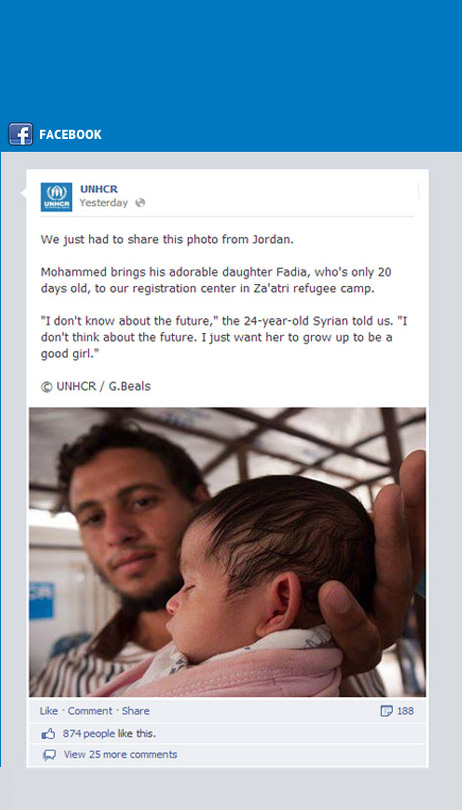 FACEBOOK
UNHCR
UNHCR
Yesterday
We just had to share this photo from Jordan.
Mohammed brings his adorable daughter Fadia, who's only 20
days old, to our registration center in Za'atri refugee camp.
"I don't know about the future," the 24-year-old Syrian told us. "I
don't think about the future. I just want her to grow up to be a
good girl."
© UNHCR / G.Beals
CR
Like · Comment · Share
188
874 people like this.
View 25 more comments